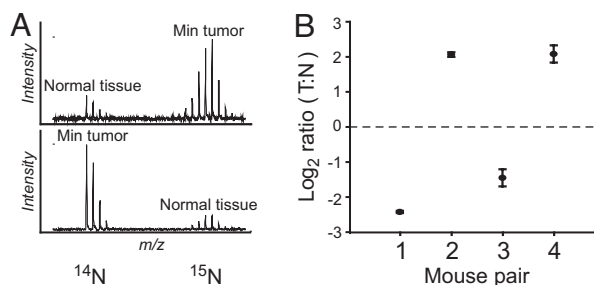 A
Intensity
Normal tissue
Min tumor
Intensity
Min tumor
Normal tissue
m/z
¹⁴N
¹⁵N
B
Log₂ ratio (T:N)
3
2
1
0
-1
-2
-3
1 2 3 4
Mouse pair